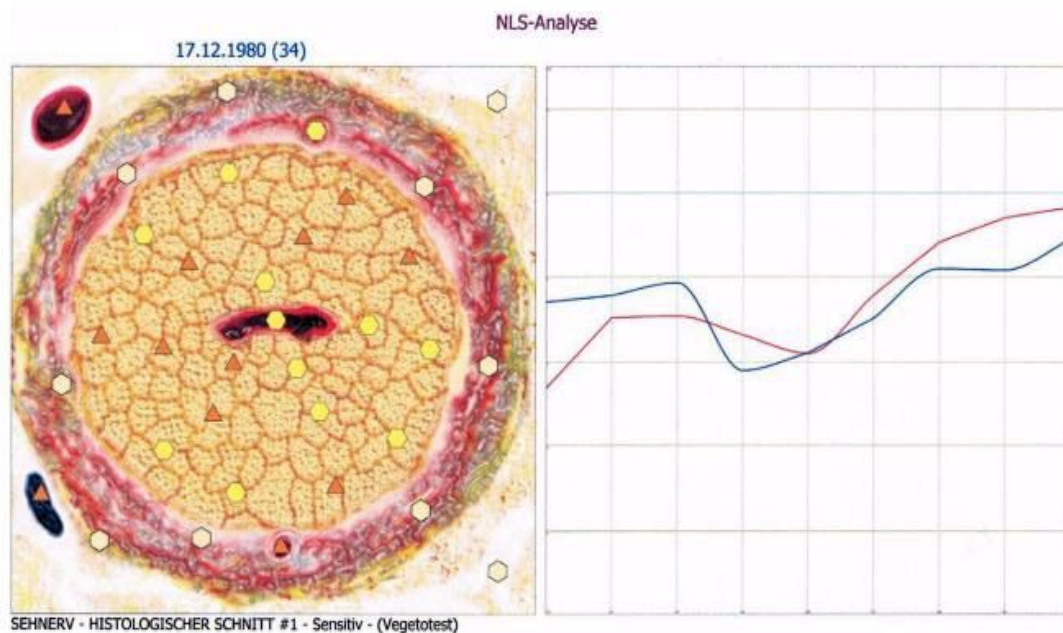 NLS-Analyse
17.12.1980 (34)
SEHNERV - HISTOLOGISCHER SCHNITT #1 - Sensitiv - (Vegetotest)